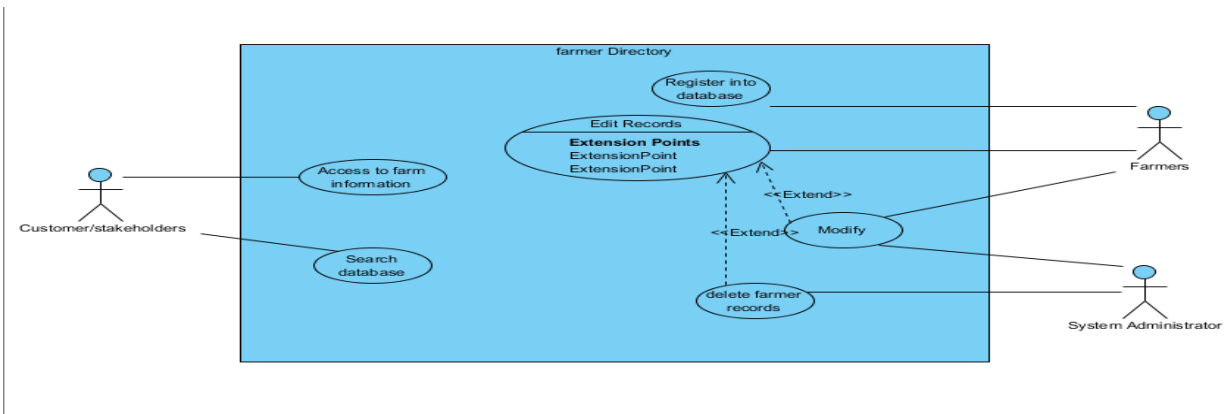 farmer Directory
Register into
database
Edit Records
Extension Points
ExtensionPoint
ExtensionPoint
Access to farm
information
Farmers
<<Extend>>
Customer/stakeholders
<<Extend>>
Modify
Search
database
delete farmer
records
System Administrator